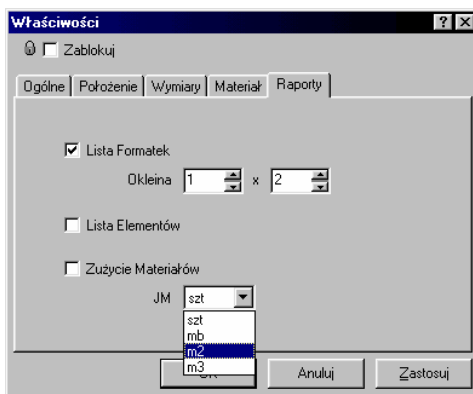 Właściwości
Zablokuj
Ogólne Położenie Wymiary Materiał Raporty
Lista Formatek
Okleina 1 x 2
Lista Elementów
Zużycie Materiałów
JM szt
szt
mb
m2
m3
Anuluj Zastosuj